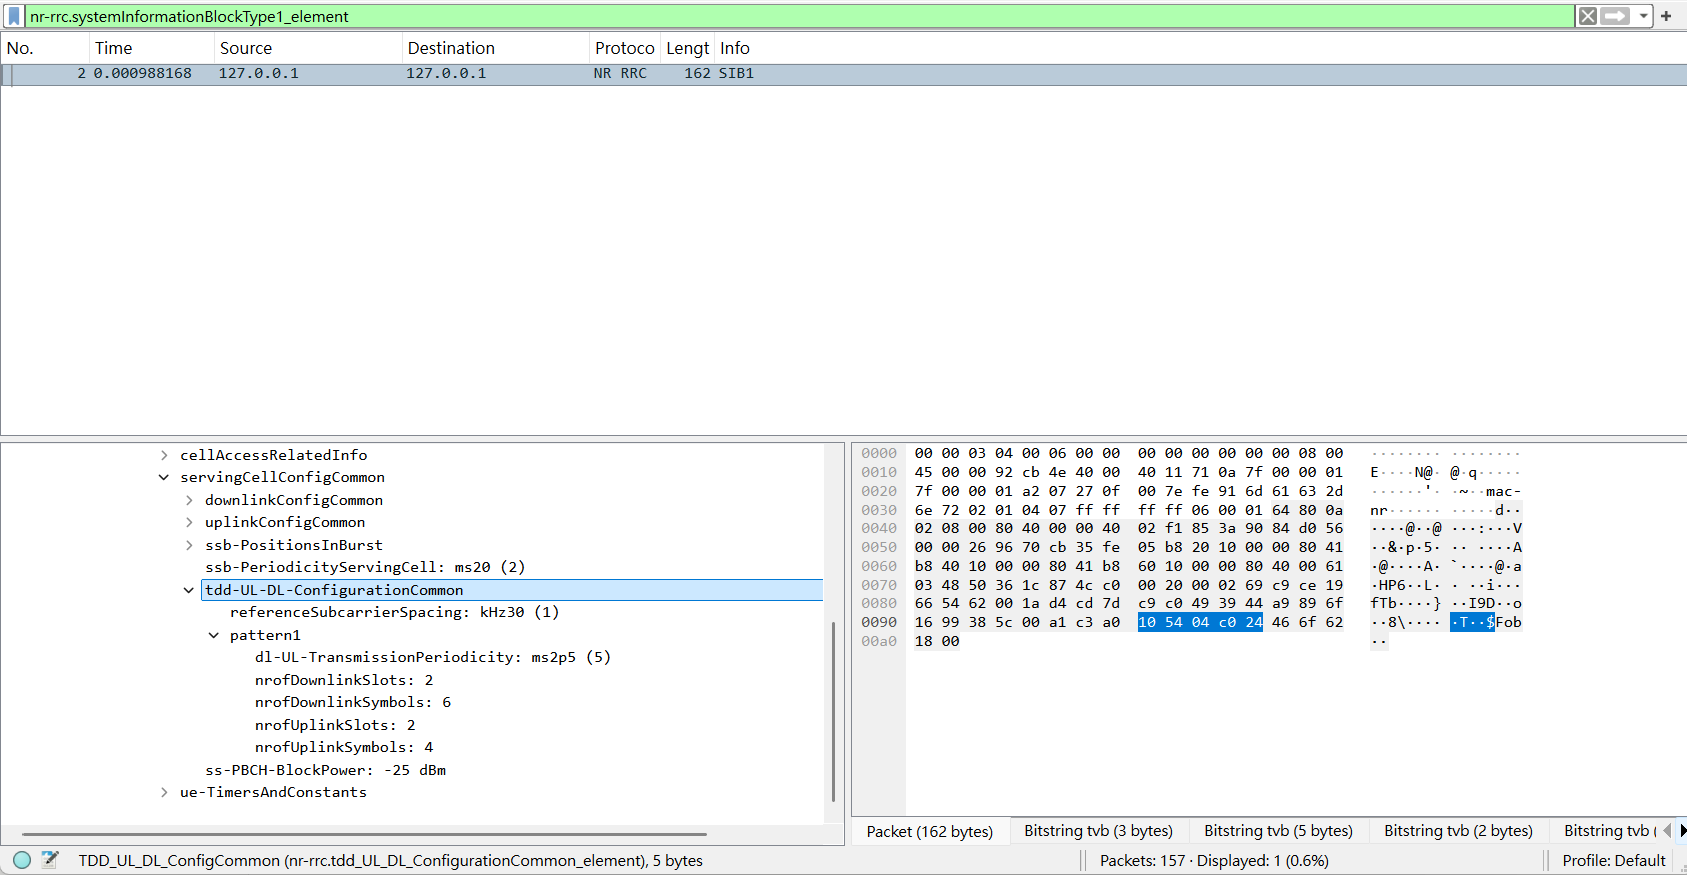 nr-rrc.systemInformationBlockType1_element
No. Time Source Destination Protoco Lengt Info
2 0.000988168 127.0.0.1 127.0.0.1 NR RRC 162 SIB1
cellAccessRelatedInfo
servingCellConfigCommon
downlinkConfigCommon
uplinkConfigCommon
ssb-PositionsInBurst
ssb-PeriodicityServingCell: ms20 (2)
tdd-UL-DL-ConfigurationCommon
referenceSubcarrierSpacing: kHz30 (1)
pattern1
dl-UL-TransmissionPeriodicity: ms2p5 (5)
nrofDownlinkSlots: 2
nrofDownlinkSymbols: 6
nrofUplinkSlots: 2
nrofUplinkSymbols: 4
ss-PBCH-BlockPower: -25 dBm
ue-TimersAndConstants
0000 00 00 03 04 00 06 00 00 00 00 00 00 00 00 08 00 ········ ········
0010 45 00 00 92 cb 4e 40 00 40 11 71 0a 7f 00 00 01 E····N@· @·q·····
0020 7f 00 00 01 a2 07 27 0f 00 7e fe 91 6d 61 63 2d ······'· ·~··mac-
0030 6e 72 02 01 04 07 ff ff ff ff 06 00 01 64 80 0a nr······ ·····d··
0040 02 08 00 80 40 00 00 40 02 f1 85 3a 90 84 d0 56 ····@··@ ···:···V
0050 00 00 26 96 70 cb 35 fe 05 b8 20 10 00 00 80 41 ··&·p·5· ·· ····A
0060 b8 40 10 00 00 80 41 b8 60 10 00 00 80 40 00 61 ·@····A· `····@·a
0070 03 48 50 36 1c 87 4c c0 00 20 00 02 69 c9 ce 19 ·HP6··L· · ··i···
0080 66 54 62 00 1a d4 cd 7d c9 c0 49 39 44 a9 89 6f fTb····} ··I9D··o
0090 16 99 38 5c 00 a1 c3 a0 10 54 04 c0 24 46 6f 62 ··8\···· ·T··$Fob
00a0 18 00 ··
Packet (162 bytes) Bitstring tvb (3 bytes) Bitstring tvb (5 bytes) Bitstring tvb (2 bytes) Bitstring tvb (
TDD_UL_DL_ConfigCommon (nr-rrc.tdd_UL_DL_ConfigurationCommon_element), 5 bytes Packets: 157 · Displayed: 1 (0.6%) Profile: Default